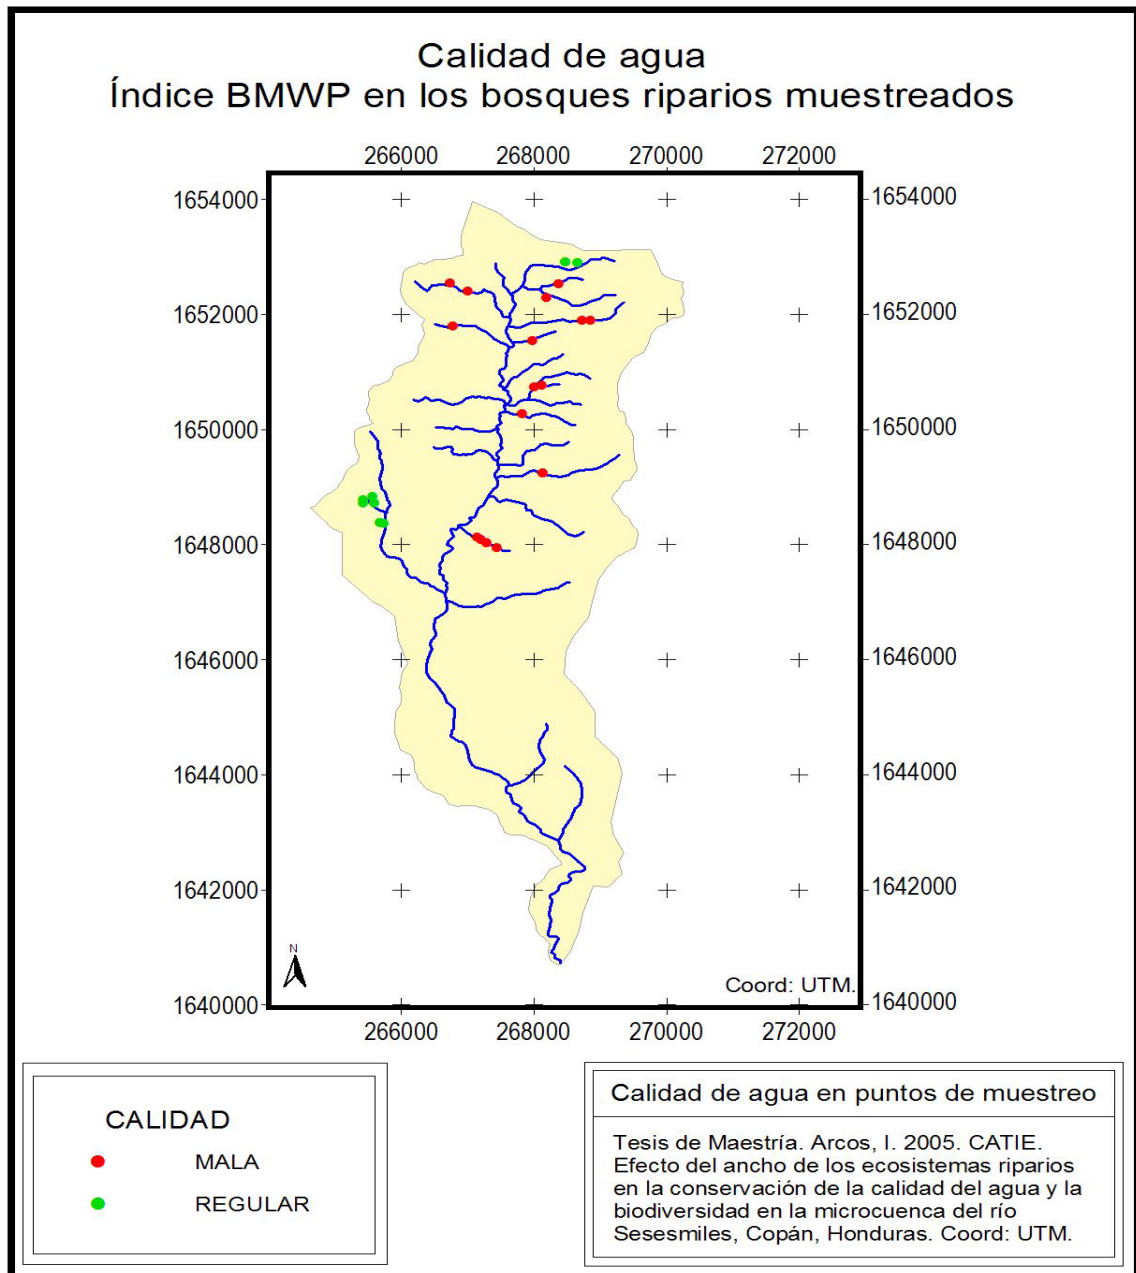 Calidad de agua
Índice BMWP en los bosques riparios muestreados
266000 268000 270000 272000
1654000 1654000
1652000 1652000
1650000 1650000
1648000 1648000
1646000 1646000
1644000 1644000
1642000 1642000
N
Coord: UTM.
1640000 1640000
266000 268000 270000 272000
CALIDAD
MALA
REGULAR
Calidad de agua en puntos de muestreo
Tesis de Maestría. Arcos, I. 2005. CATIE.
Efecto del ancho de los ecosistemas riparios
en la conservación de la calidad del agua y la
biodiversidad en la microcuenca del río
Sesesmiles, Copán, Honduras. Coord: UTM.